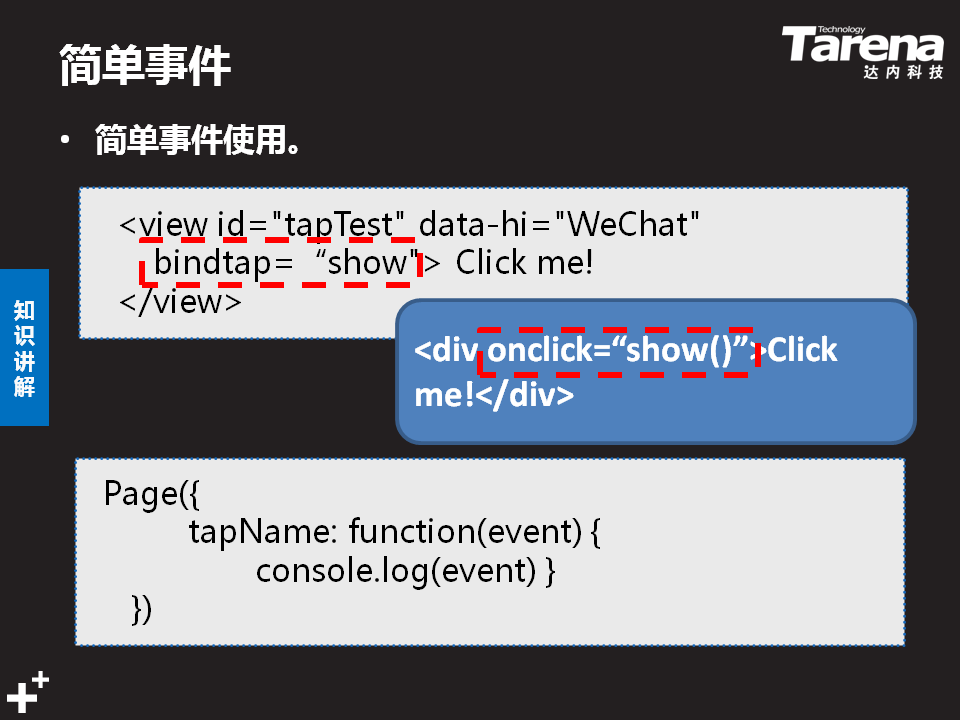 简单事件
Technology
Tarena
达内科技
• 简单事件使用。
<view id="tapTest" data-hi="WeChat"
bindtap= “show"> Click me!
</view>
<div onclick=“show()”>Click
me!</div>
知识讲解
Page({
tapName: function(event) {
console.log(event) }
})